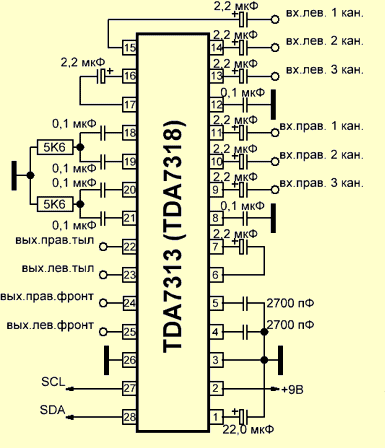 2,2 мкФ вх.лев. 1 кан.
15 14 2,2 мкФ вх.лев. 2 кан.
2,2 мкФ 16 13 2,2 мкФ вх.лев. 3 кан.
17 12 0,1 мкФ
0,1 мкФ 18 11 2,2 мкФ вх.прав. 1 кан.
5K6 0,1 мкФ 19 10 2,2 мкФ вх.прав. 2 кан.
0,1 мкФ 20 9 2,2 мкФ вх.прав. 3 кан.
5K6 0,1 мкФ 21 8 0,1 мкФ
вых.прав.тыл 22 7 2,2 мкФ
вых.лев.тыл 23 6
вых.прав.фронт 24 5 2700 пФ
вых.лев.фронт 25 4 2700 пФ
26 3
SCL 27 2 +9В
SDA 28 1 22,0 мкФ
TDA7313 (TDA7318)